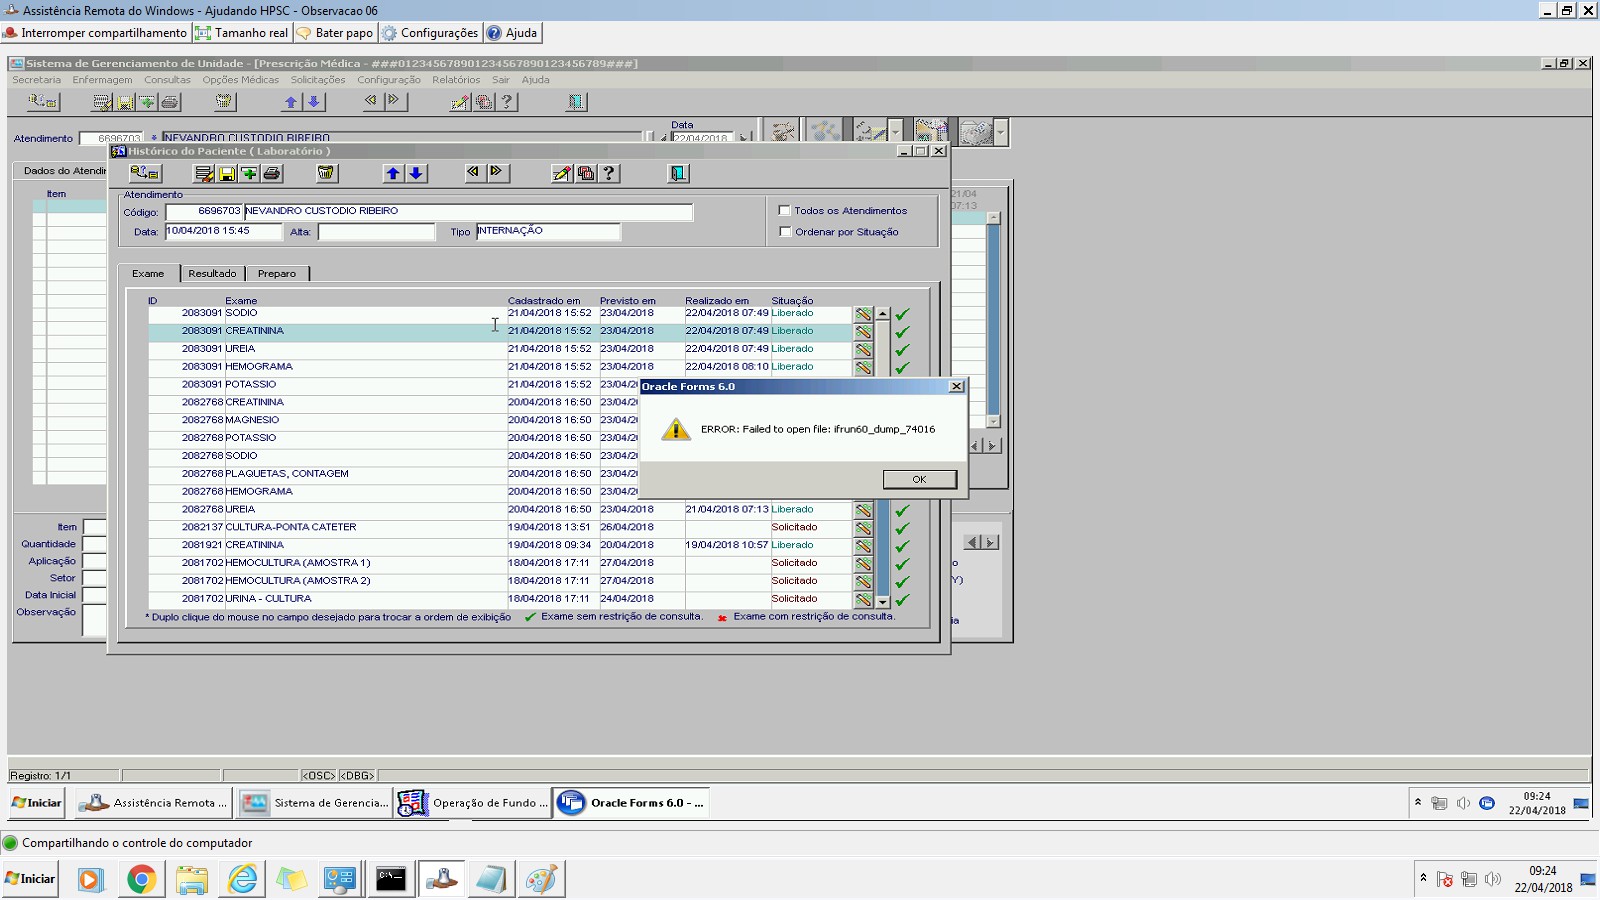 Assistência Remota do Windows - Ajudando HPSC - Observacao 06
Interromper compartilhamento Tamanho real Bater papo Configurações Ajuda
Sistema de Gerenciamento de Unidade - [Prescrição Médica - ###012345678901234567890123456789###]
Secretaria Enfermagem Consultas Opções Médicas Solicitações Configuração Relatórios Sair Ajuda
Data
Atendimento 6696703 * NEVANDRO CUSTODIO RIBEIRO 22/04/2018
Histórico do Paciente ( Laboratório )
Dados do Atendi
Item
21/04
07:13
Atendimento
Código: 6696703 NEVANDRO CUSTODIO RIBEIRO
Todos os Atendimentos
Data: 10/04/2018 15:45 Alta: Tipo INTERNAÇÃO
Ordenar por Situação
Exame Resultado Preparo
ID Exame Cadastrado em Previsto em Realizado em Situação
2083091 SODIO 21/04/2018 15:52 23/04/2018 22/04/2018 07:49 Liberado
2083091 CREATININA 21/04/2018 15:52 23/04/2018 22/04/2018 07:49 Liberado
2083091 UREIA 21/04/2018 15:52 23/04/2018 22/04/2018 07:49 Liberado
2083091 HEMOGRAMA 21/04/2018 15:52 23/04/2018 22/04/2018 08:10 Liberado
2083091 POTASSIO 21/04/2018 15:52 23/04/20
2082768 CREATININA 20/04/2018 16:50 23/04/20
2082768 MAGNESIO 20/04/2018 16:50 23/04/20
2082768 POTASSIO 20/04/2018 16:50 23/04/20
2082768 SODIO 20/04/2018 16:50 23/04/20
2082768 PLAQUETAS, CONTAGEM 20/04/2018 16:50 23/04/20
2082768 HEMOGRAMA 20/04/2018 16:50 23/04/20
2082768 UREIA 20/04/2018 16:50 23/04/2018 21/04/2018 07:13 Liberado
2082137 CULTURA-PONTA CATETER 19/04/2018 13:51 26/04/2018 Solicitado
2081921 CREATININA 19/04/2018 09:34 20/04/2018 19/04/2018 10:57 Liberado
2081702 HEMOCULTURA (AMOSTRA 1) 18/04/2018 17:11 27/04/2018 Solicitado
2081702 HEMOCULTURA (AMOSTRA 2) 18/04/2018 17:11 27/04/2018 Solicitado
2081702 URINA - CULTURA 18/04/2018 17:11 24/04/2018 Solicitado
* Duplo clique do mouse no campo desejado para trocar a ordem de exibição Exame sem restrição de consulta. Exame com restrição de consulta.
Oracle Forms 6.0
ERROR: Failed to open file: ifrun60_dump_74016
OK
Item
Quantidade
Aplicação
Setor
Data Inicial
Observação
o
Y)
ia
Registro: 1/1 <OSC> <DBG>
Iniciar Assistência Remota ... Sistema de Gerencia... Operação de Fundo ... Oracle Forms 6.0 - ... 09:24
22/04/2018
Compartilhando o controle do computador
Iniciar 09:24
22/04/2018